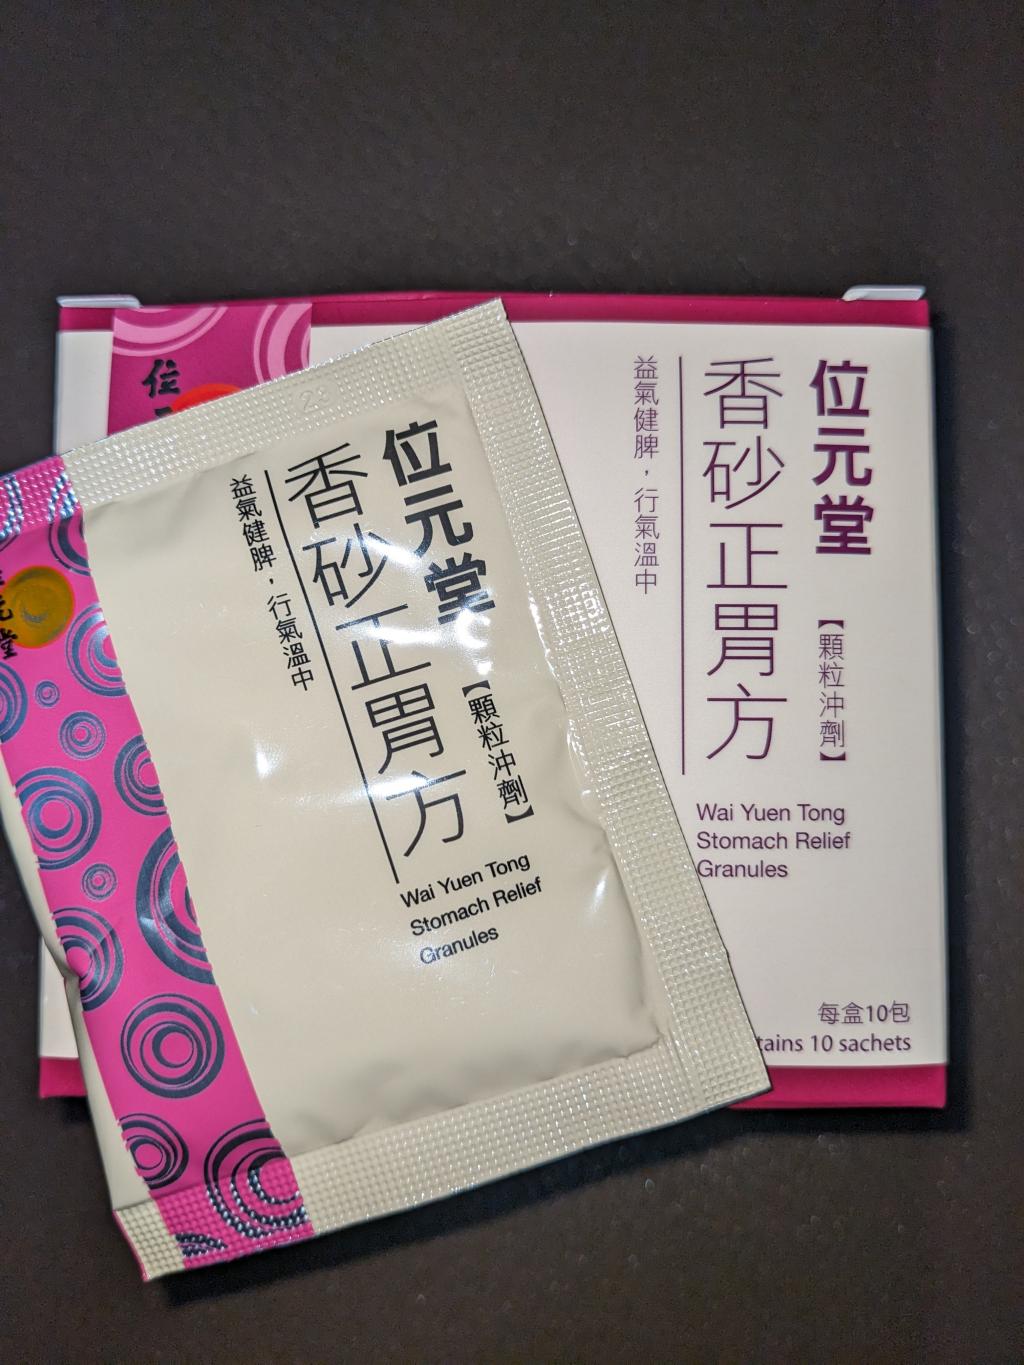 位元堂
【顆粒沖劑】
香砂正胃方
益氣健脾,行氣溫中
Wai Yuen Tong
Stomach Relief
Granules
每盒10包
10 sachets
位
位元堂
【顆粒沖劑】
香砂正胃方
益氣健脾,行氣溫中
Wai Yuen Tong
Stomach Relief
Granules
元堂